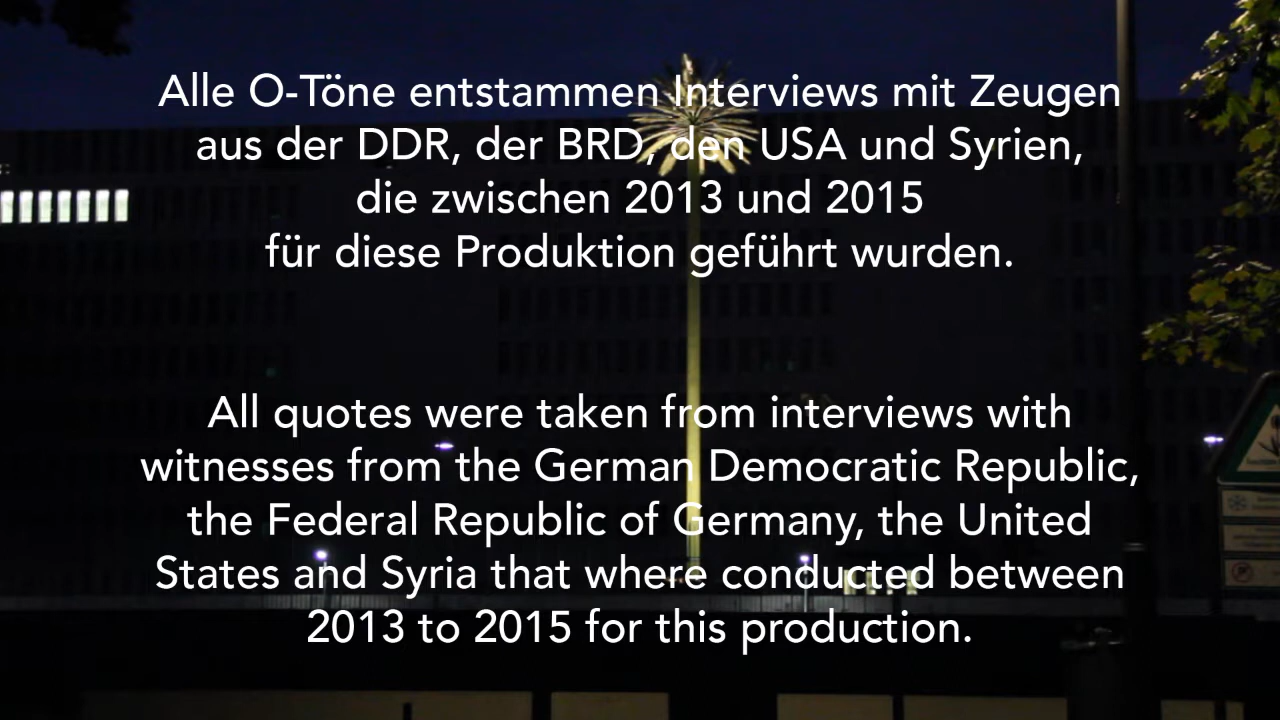 Alle O-Töne entstammen Interviews mit Zeugen
aus der DDR, der BRD, den USA und Syrien,
die zwischen 2013 und 2015
für diese Produktion geführt wurden.
All quotes were taken from interviews with
witnesses from the German Democratic Republic,
the Federal Republic of Germany, the United
States and Syria that where conducted between
2013 to 2015 for this production.